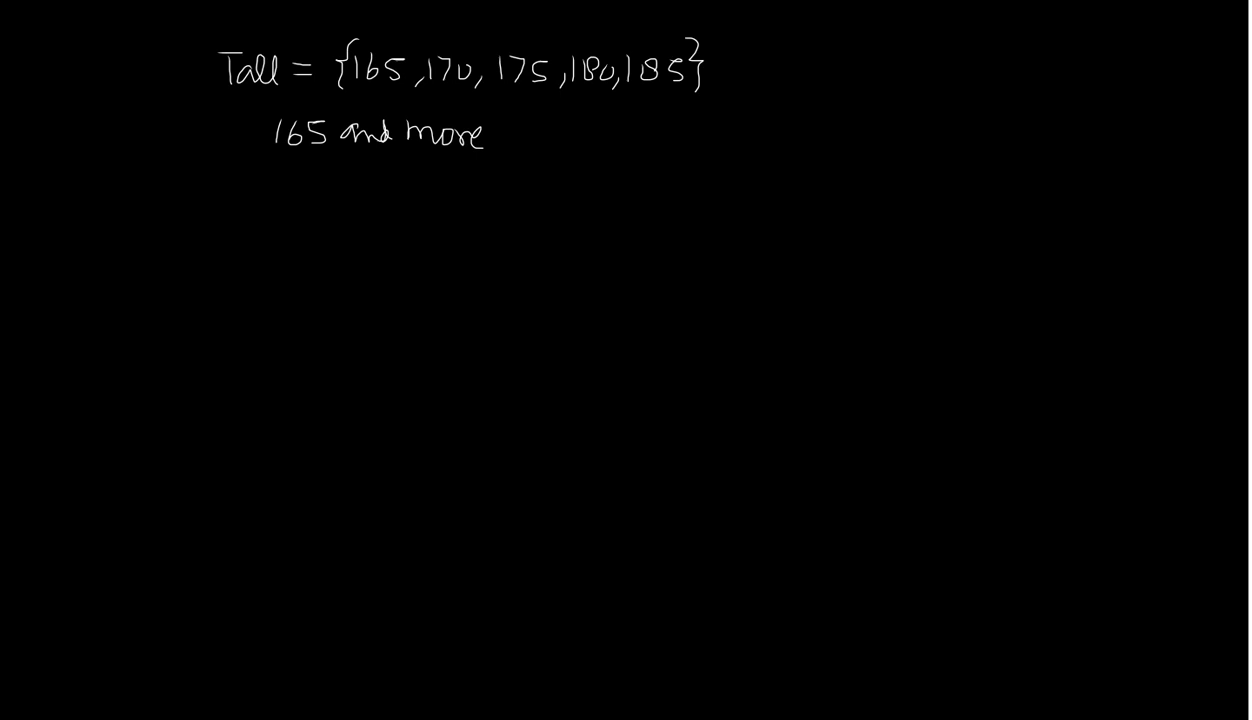 Tall = {165, 170, 175, 180, 185}
165 and more